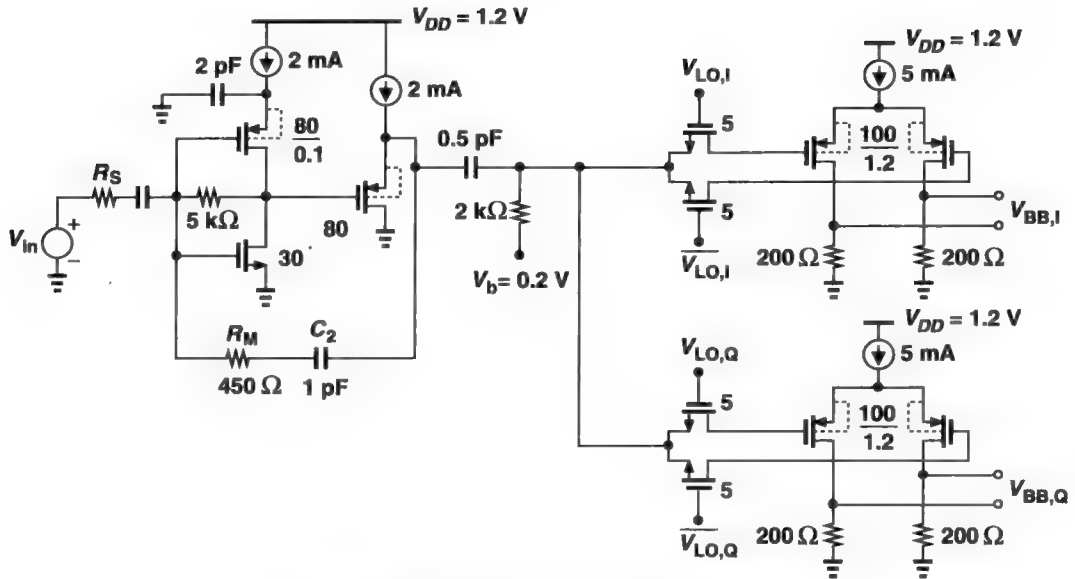 V_DD = 1.2 V
2 pF
2 mA
2 mA
80
0.1
0.5 pF
R_S
5 kΩ
80
2 kΩ
V_in
+
−
30
V_b= 0.2 V
R_M
C_2
450 Ω
1 pF
V_LO,I
5
V_DD = 1.2 V
5 mA
100
1.2
5
V_LO,I
V_BB,I
200 Ω
200 Ω
V_LO,Q
5
V_DD = 1.2 V
5 mA
100
1.2
5
V_LO,Q
V_BB,Q
200 Ω
200 Ω